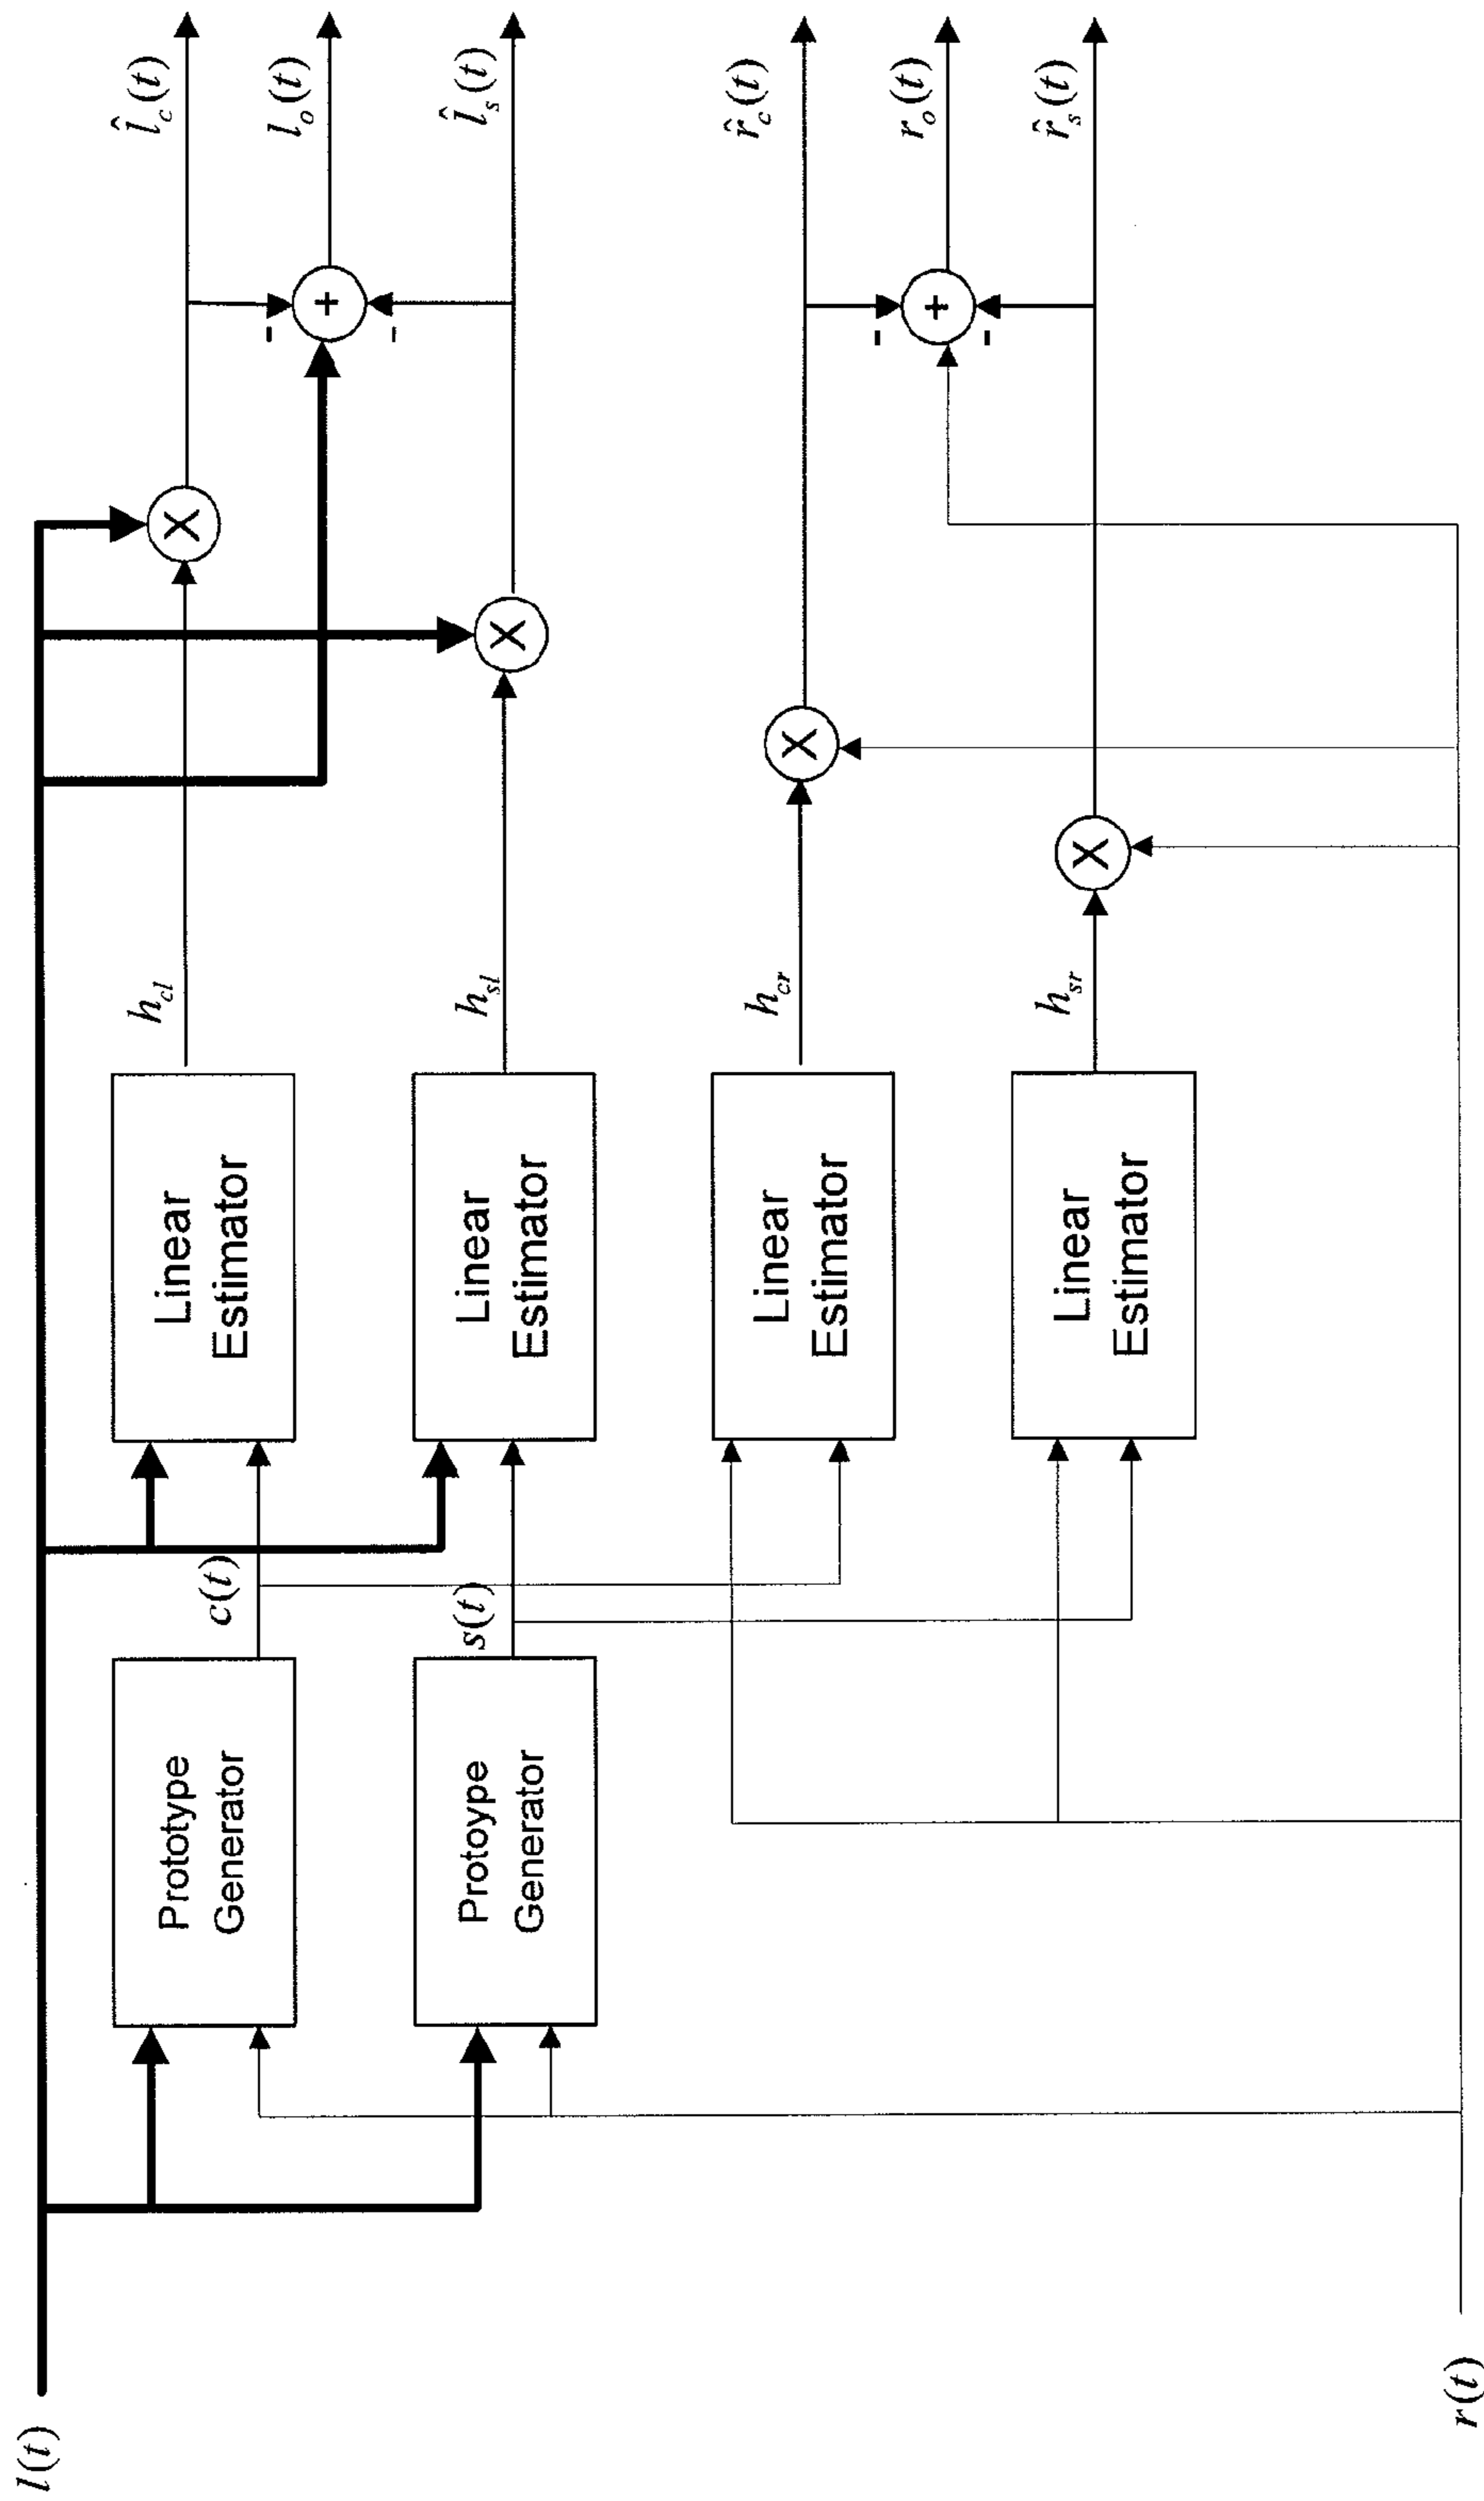 l(t)
r(t)
Prototype
Generator
Protoype
Generator
c(t)
s(t)
Linear
Estimator
Linear
Estimator
Linear
Estimator
Linear
Estimator
h_cl
h_sl
h_cr
h_sr
X
X
X
X
+
-
-
+
-
-
l̂_c(t)
l_o(t)
l̂_s(t)
r̂_c(t)
r_o(t)
r̂_s(t)